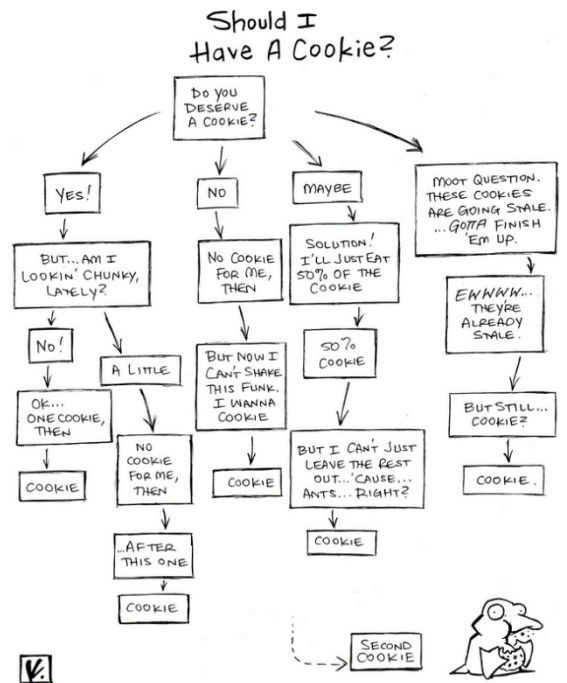 Should I
Have A Cookie?
DO YOU
DESERVE
A COOKIE?
YES!
BUT...AM I
LOOKIN' CHUNKY,
LATELY?
NO!
OK...
ONE COOKIE,
THEN
COOKIE
A LITTLE
NO
COOKIE
FOR ME,
THEN
...AFTER
THIS ONE
COOKIE
NO
NO COOKIE
FOR ME,
THEN
BUT NOW I
CAN'T SHAKE
THIS FUNK.
I WANNA
COOKIE
COOKIE
MAYBE
SOLUTION!
I'LL JUST EAT
50% OF THE
COOKIE
50%
COOKIE
BUT I CAN'T JUST
LEAVE THE REST
OUT...'CAUSE...
ANTS...RIGHT?
COOKIE
MOOT QUESTION.
THESE COOKIES
ARE GOING STALE.
...GOTTA FINISH
'EM UP.
EWWWW...
THEY'RE
ALREADY
STALE.
BUT STILL...
COOKIE?
COOKIE.
SECOND
COOKIE
V.